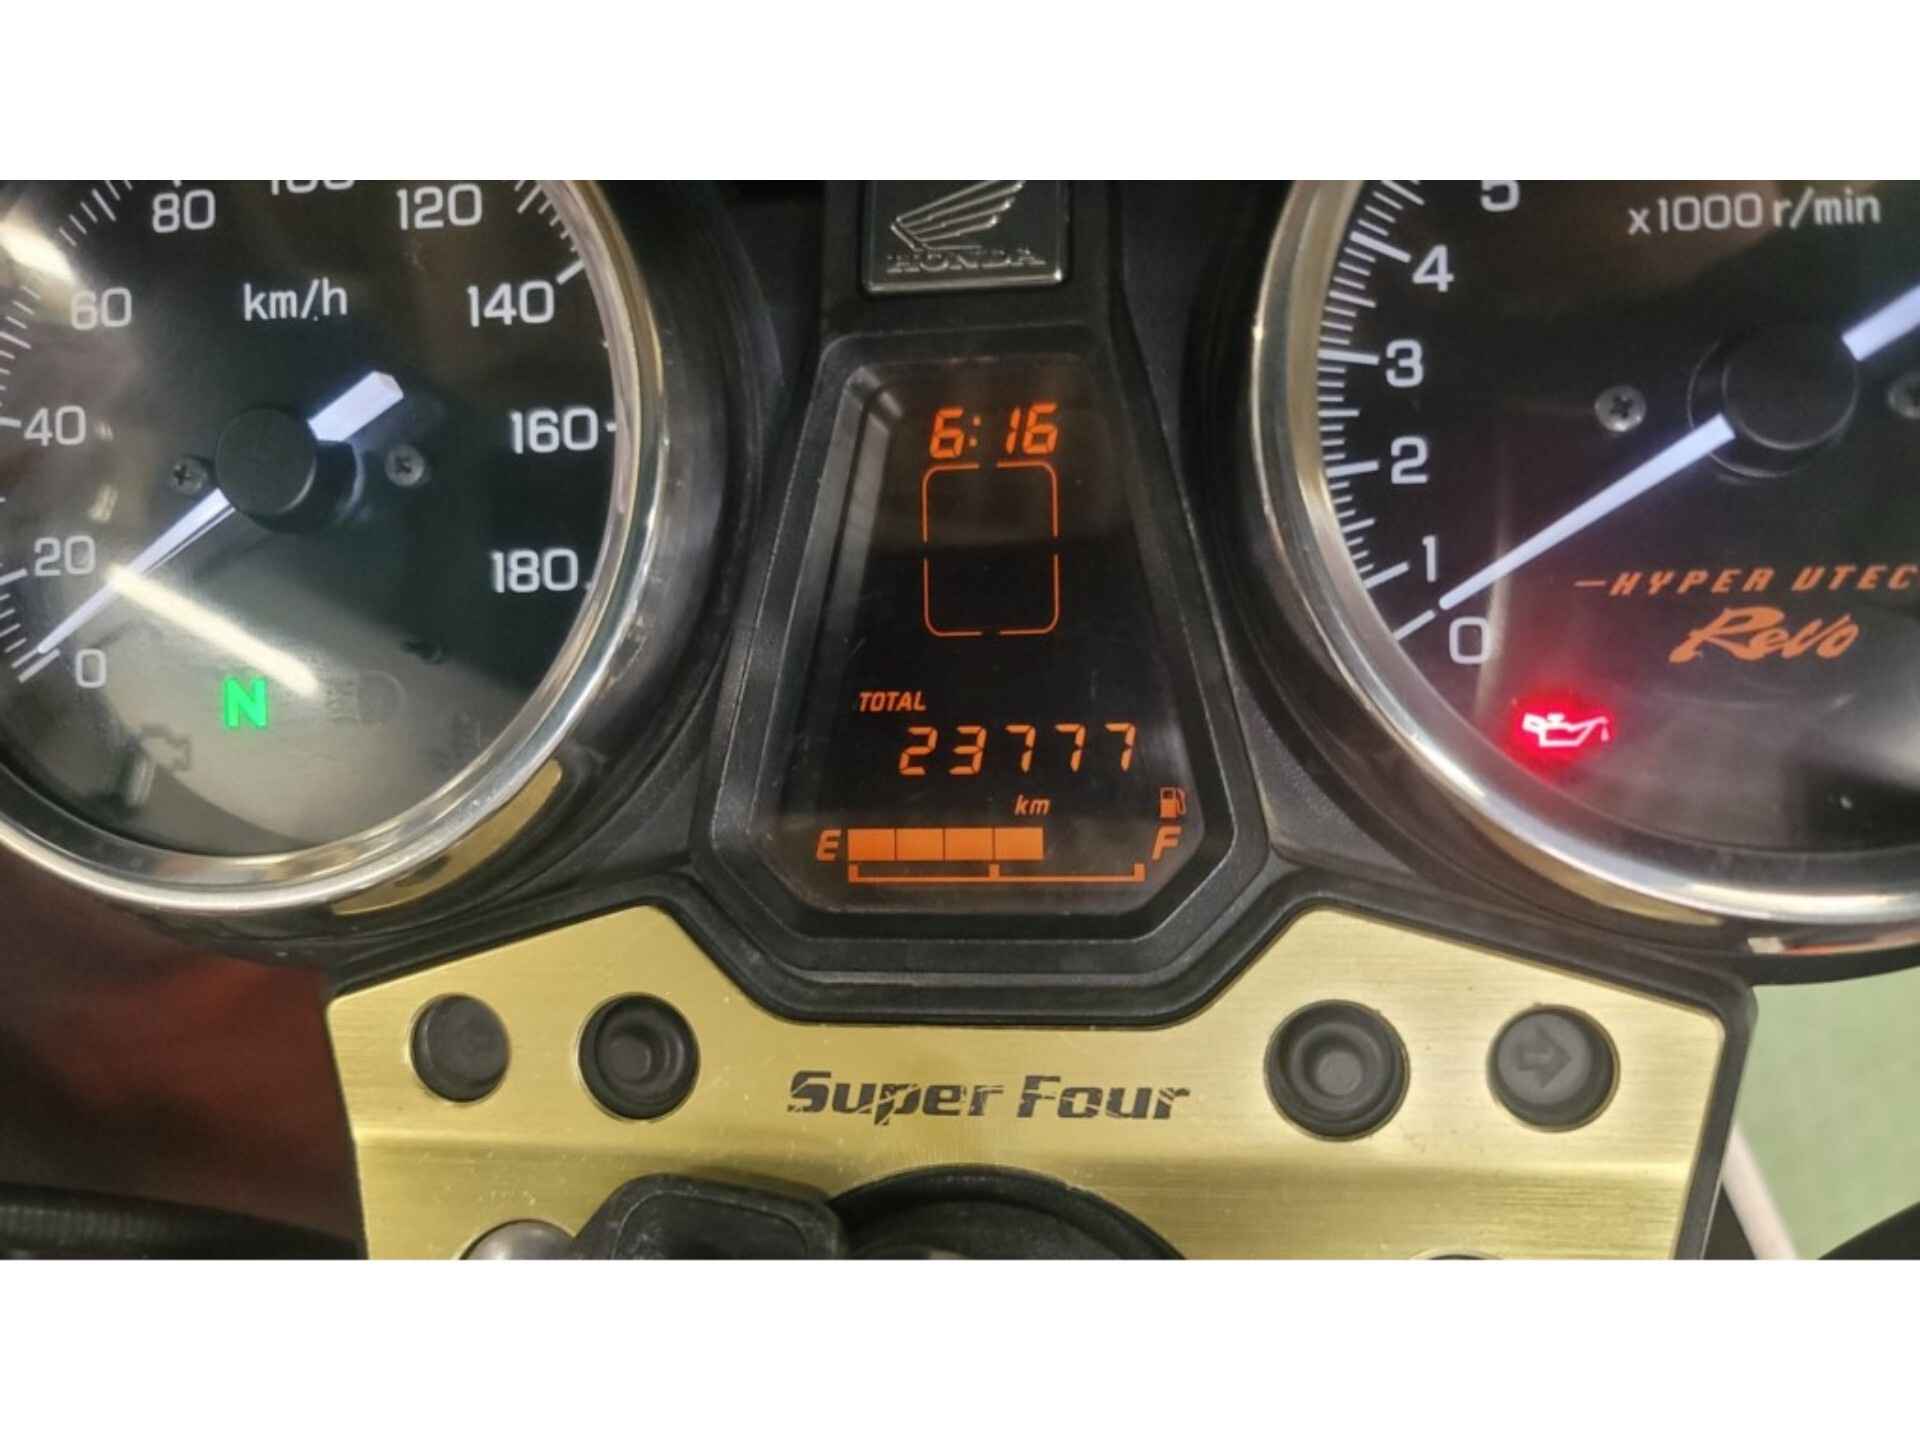 80
100
120
60
km/h
140
40
160
20
180
0
N
HONDA
6:16
TOTAL
23777
km
E
F
5
x1000 r/min
4
3
2
1
0
HYPER VTEC
Revo
Super Four